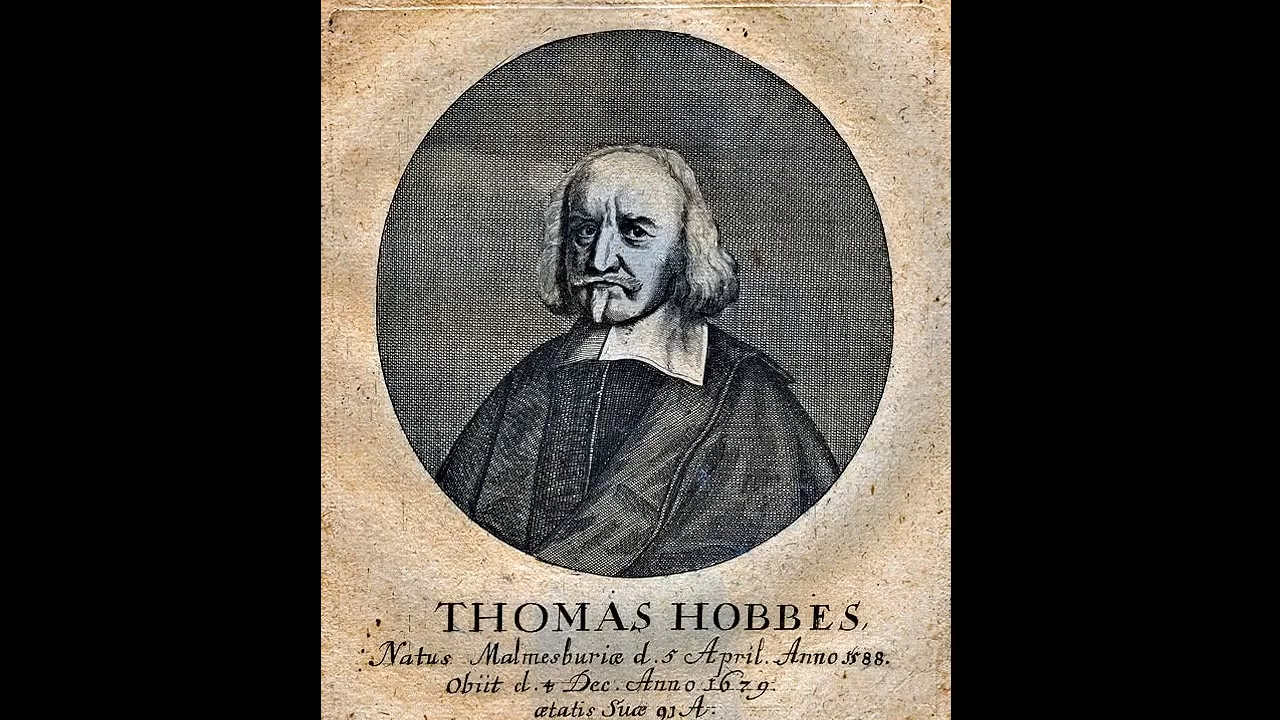 THOMAS HOBBES,
Natus Malmesburiæ d. 5 April. Anno 1588.
Obiit d. 4 Dec. Anno 1679.
ætatis Suæ 91 A.